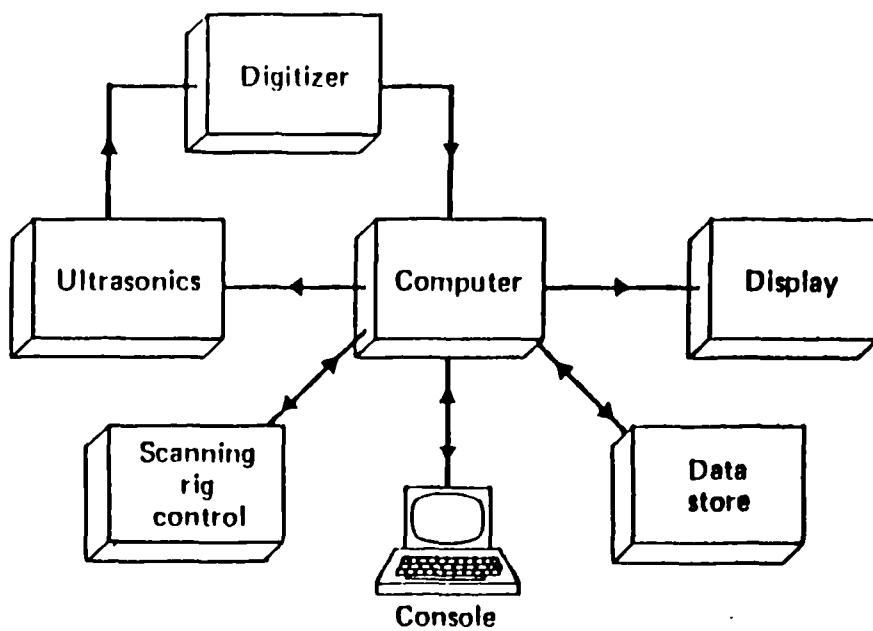 Digitizer
Ultrasonics
Computer
Display
Scanning
rig
control
Data
store
Console